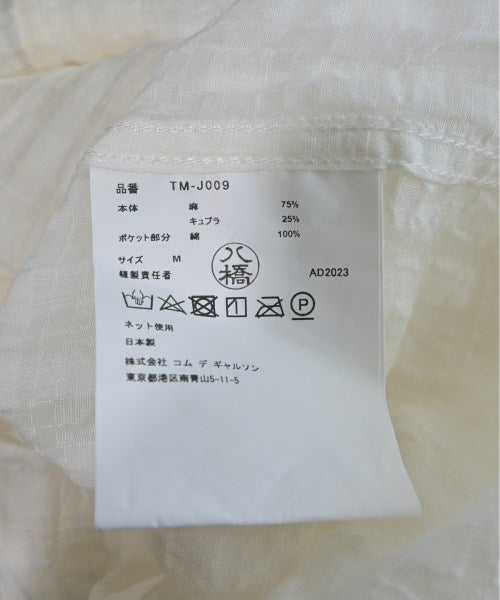 品番 TM-J009
本体 麻 75%
キュプラ 25%
ポケット部分 綿 100%
サイズ M
縫製責任者 八橋 AD2023
ネット使用
日本製
株式会社 コム デ ギャルソン
東京都港区南青山5-11-5